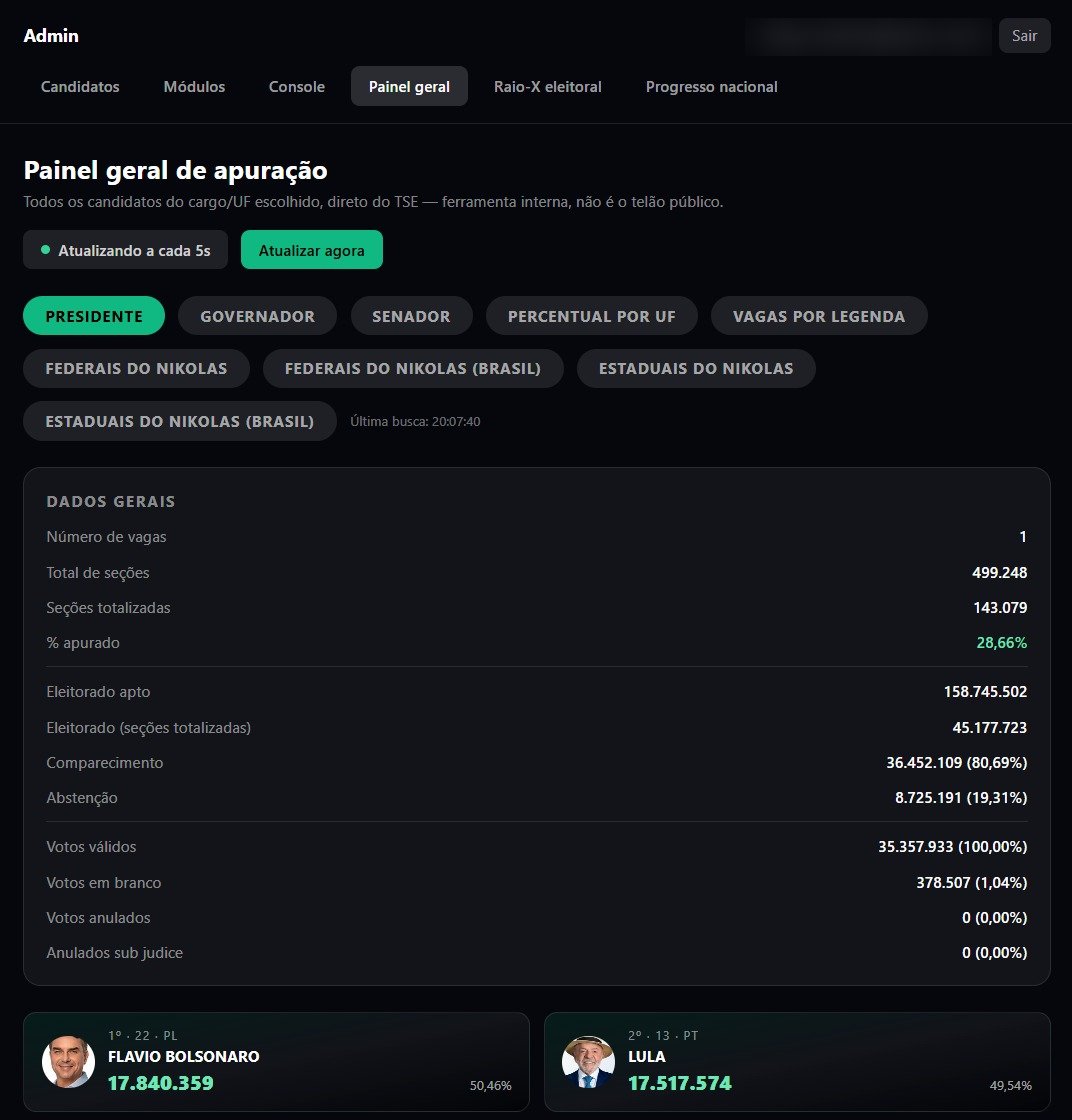 Admin
Sair
Candidatos Módulos Console Painel geral Raio-X eleitoral Progresso nacional
Painel geral de apuração
Todos os candidatos do cargo/UF escolhido, direto do TSE — ferramenta interna, não é o telão público.
Atualizando a cada 5s Atualizar agora
PRESIDENTE GOVERNADOR SENADOR PERCENTUAL POR UF VAGAS POR LEGENDA
FEDERAIS DO NIKOLAS FEDERAIS DO NIKOLAS (BRASIL) ESTADUAIS DO NIKOLAS
ESTADUAIS DO NIKOLAS (BRASIL) Última busca: 20:07:40
DADOS GERAIS
Número de vagas 1
Total de seções 499.248
Seções totalizadas 143.079
% apurado 28,66%
Eleitorado apto 158.745.502
Eleitorado (seções totalizadas) 45.177.723
Comparecimento 36.452.109 (80,69%)
Abstenção 8.725.191 (19,31%)
Votos válidos 35.357.933 (100,00%)
Votos em branco 378.507 (1,04%)
Votos anulados 0 (0,00%)
Anulados sub judice 0 (0,00%)
1º · 22 · PL
FLAVIO BOLSONARO
17.840.359 50,46%
2º · 13 · PT
LULA
17.517.574 49,54%